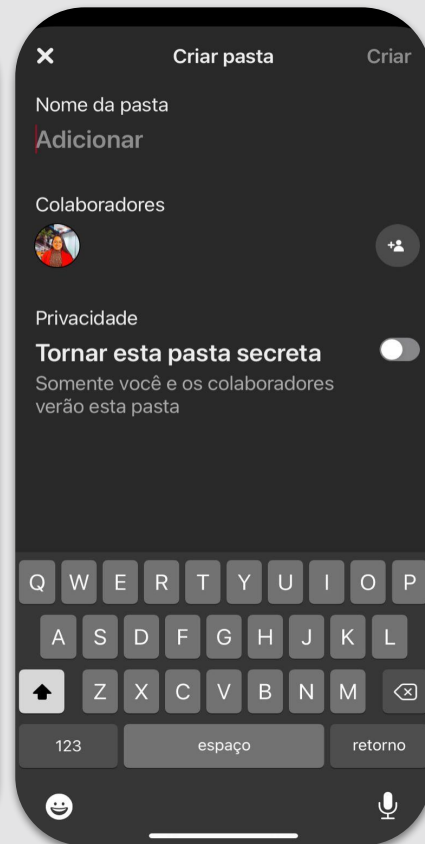 Criar pasta
Criar
Nome da pasta
Adicionar
Colaboradores
Privacidade
Tornar esta pasta secreta
Somente você e os colaboradores
verão esta pasta
Q W E R T Y U I O P
A S D F G H J K L
Z X C V B N M
123 espaço retorno